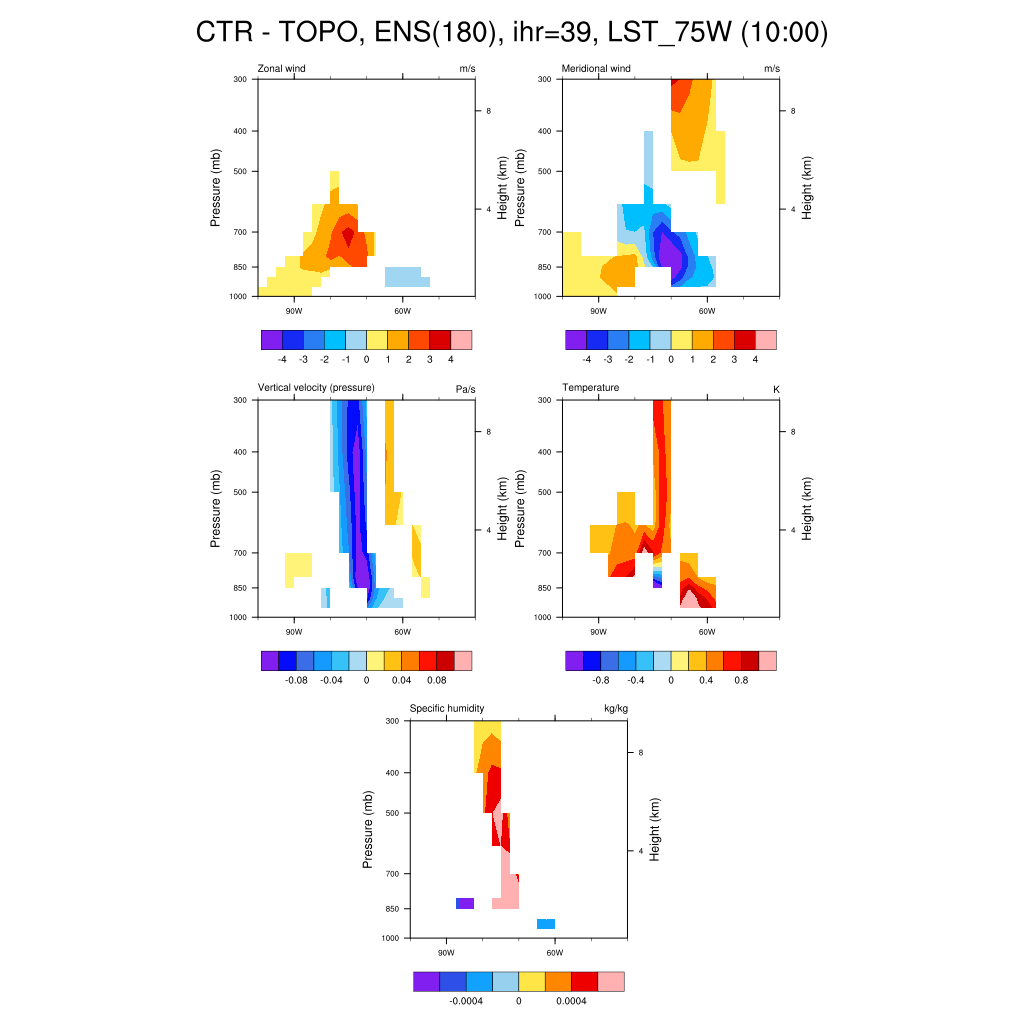 CTR - TOPO, ENS(180), ihr=39, LST_75W (10:00)
Zonal wind m/s
Meridional wind m/s
300
400
500
700
850
1000
Pressure (mb)
8
4
Height (km)
90W 60W
300
400
500
700
850
1000
Pressure (mb)
8
4
Height (km)
90W 60W
-4 -3 -2 -1 0 1 2 3 4
-4 -3 -2 -1 0 1 2 3 4
Vertical velocity (pressure) Pa/s
Temperature K
300
400
500
700
850
1000
Pressure (mb)
8
4
Height (km)
90W 60W
300
400
500
700
850
1000
Pressure (mb)
8
4
Height (km)
90W 60W
-0.08 -0.04 0 0.04 0.08
-0.8 -0.4 0 0.4 0.8
Specific humidity kg/kg
300
400
500
700
850
1000
Pressure (mb)
8
4
Height (km)
90W 60W
-0.0004 0 0.0004